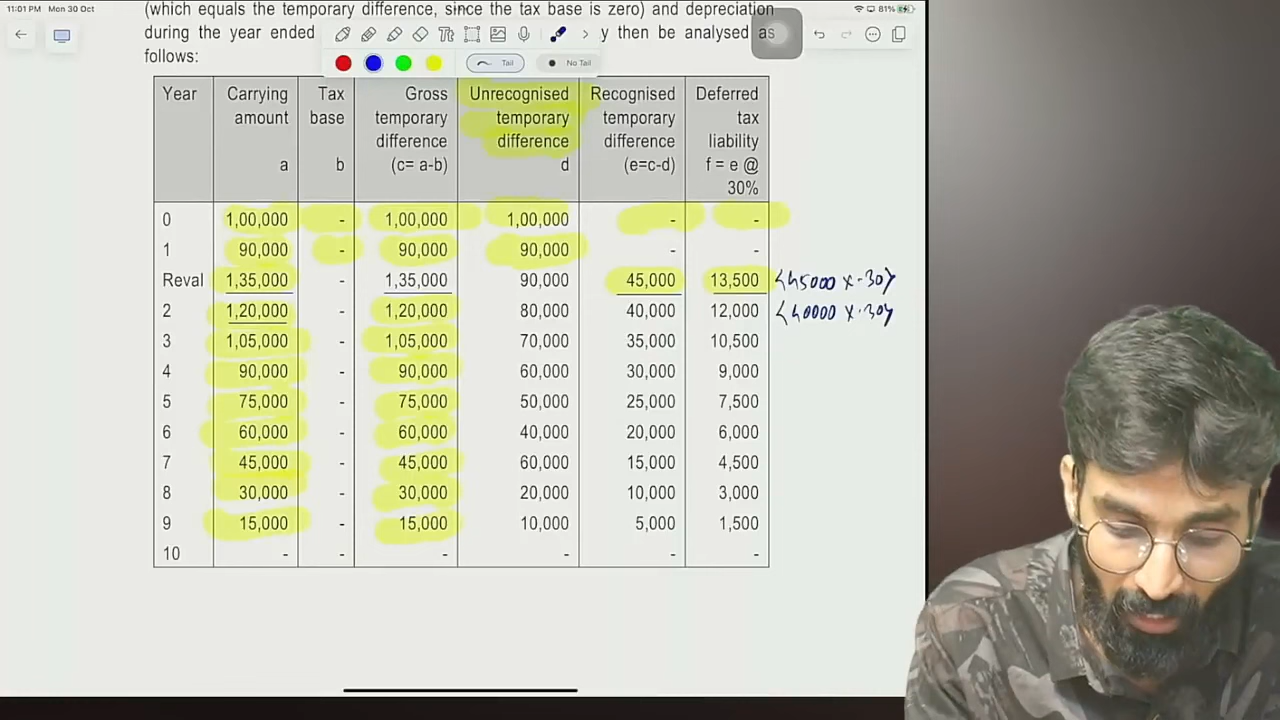 11:01 PM Mon 30 Oct
81%
(which equals the temporary difference, since the tax base is zero) and depreciation
during the year ended y then be analysed as
follows:
Tail No Tail
Year Carrying amount a Tax base b Gross temporary difference (c= a-b) Unrecognised temporary difference d Recognised temporary difference (e=c-d) Deferred tax liability f = e @ 30%
0 1,00,000 - 1,00,000 1,00,000 - -
1 90,000 - 90,000 90,000 - -
Reval 1,35,000 1,35,000 90,000 45,000 13,500 <45000 x .30>
2 1,20,000 - 1,20,000 80,000 40,000 12,000 <40000 x .30>
3 1,05,000 - 1,05,000 70,000 35,000 10,500
4 90,000 - 90,000 60,000 30,000 9,000
5 75,000 - 75,000 50,000 25,000 7,500
6 60,000 - 60,000 40,000 20,000 6,000
7 45,000 - 45,000 60,000 15,000 4,500
8 30,000 - 30,000 20,000 10,000 3,000
9 15,000 - 15,000 10,000 5,000 1,500
10 - - - - - -